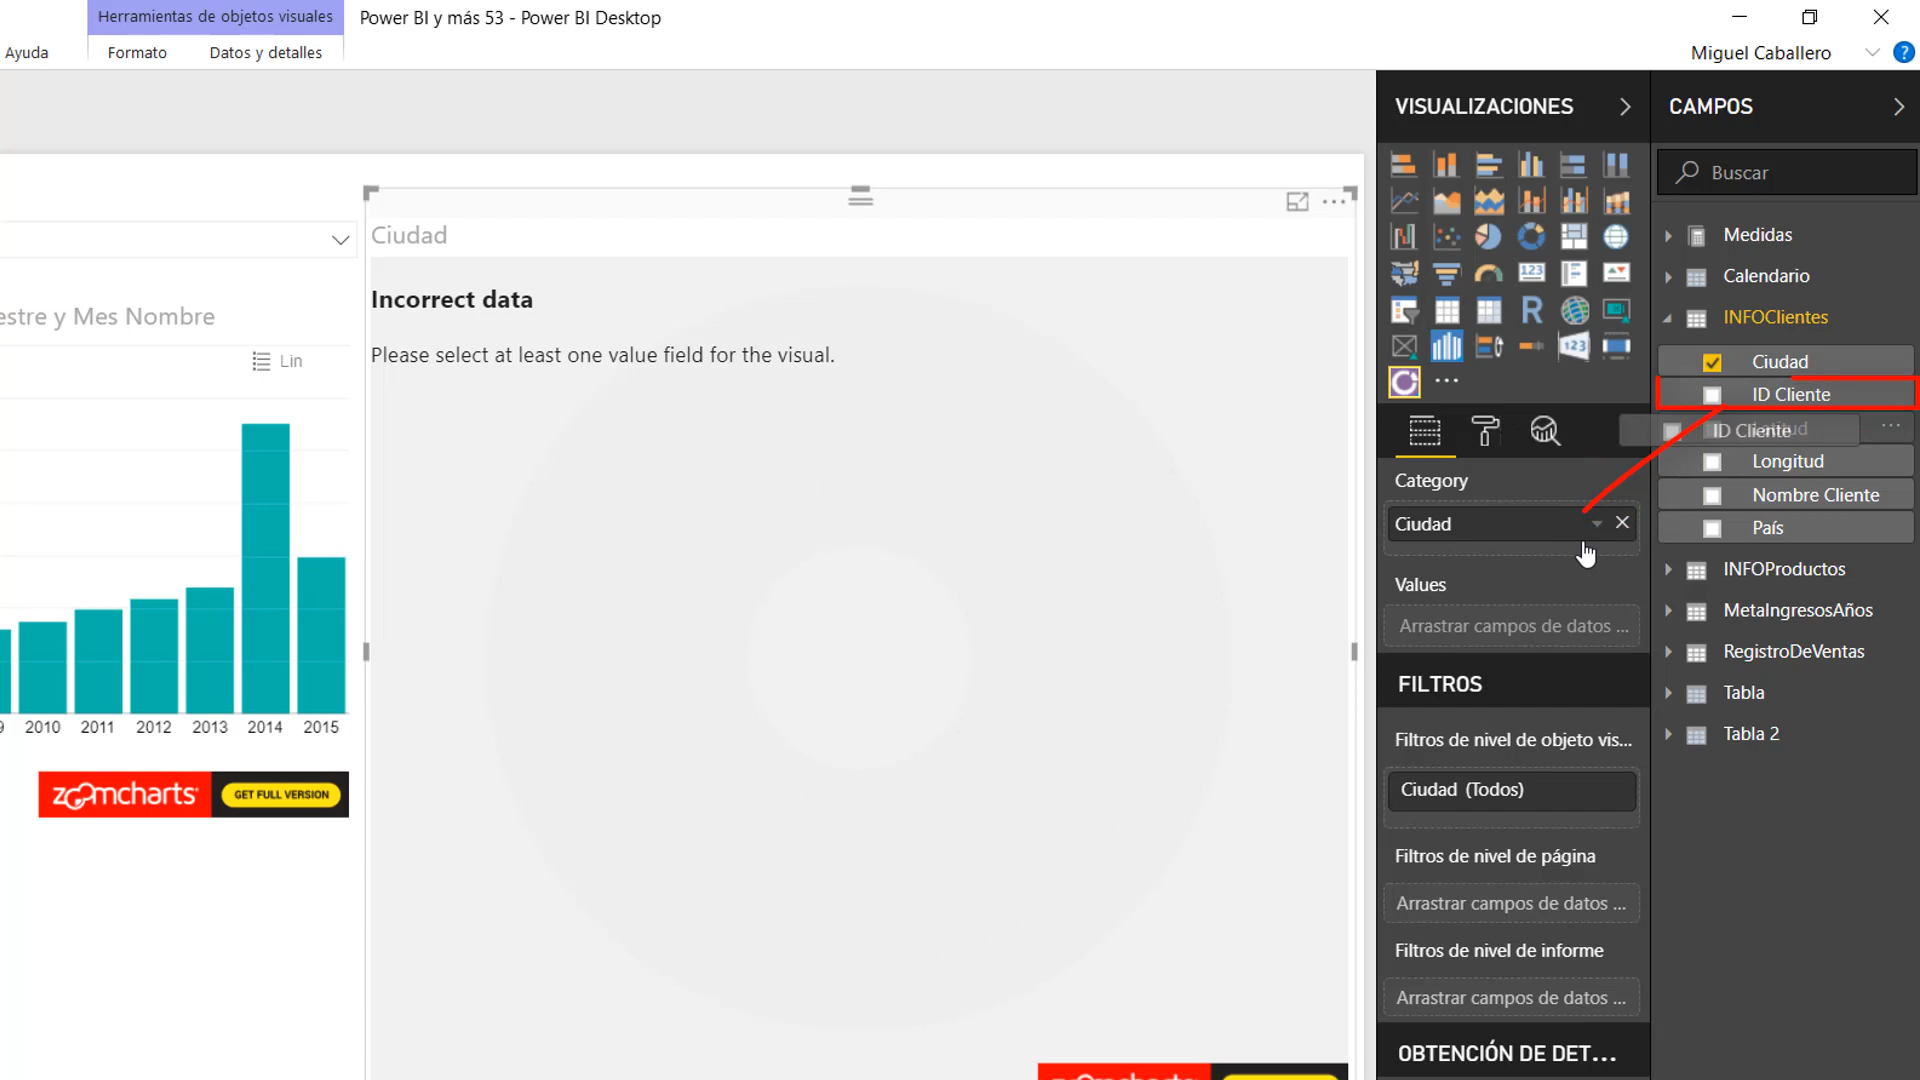 Herramientas de objetos visuales
Power BI y más 53 - Power BI Desktop
Ayuda
Formato
Datos y detalles
Miguel Caballero
?
VISUALIZACIONES
CAMPOS
Buscar
Ciudad
Incorrect data
Please select at least one value field for the visual.
estre y Mes Nombre
Lin
2010
2011
2012
2013
2014
2015
zoomcharts
GET FULL VERSION
123
R
123
Category
Ciudad
Values
Arrastrar campos de datos ...
FILTROS
Filtros de nivel de objeto vis...
Ciudad (Todos)
Filtros de nivel de página
Arrastrar campos de datos ...
Filtros de nivel de informe
Arrastrar campos de datos ...
OBTENCIÓN DE DET...
Medidas
Calendario
INFOClientes
Ciudad
ID Cliente
ID Cliente
Longitud
Nombre Cliente
País
INFOProductos
MetaIngresosAños
RegistroDeVentas
Tabla
Tabla 2